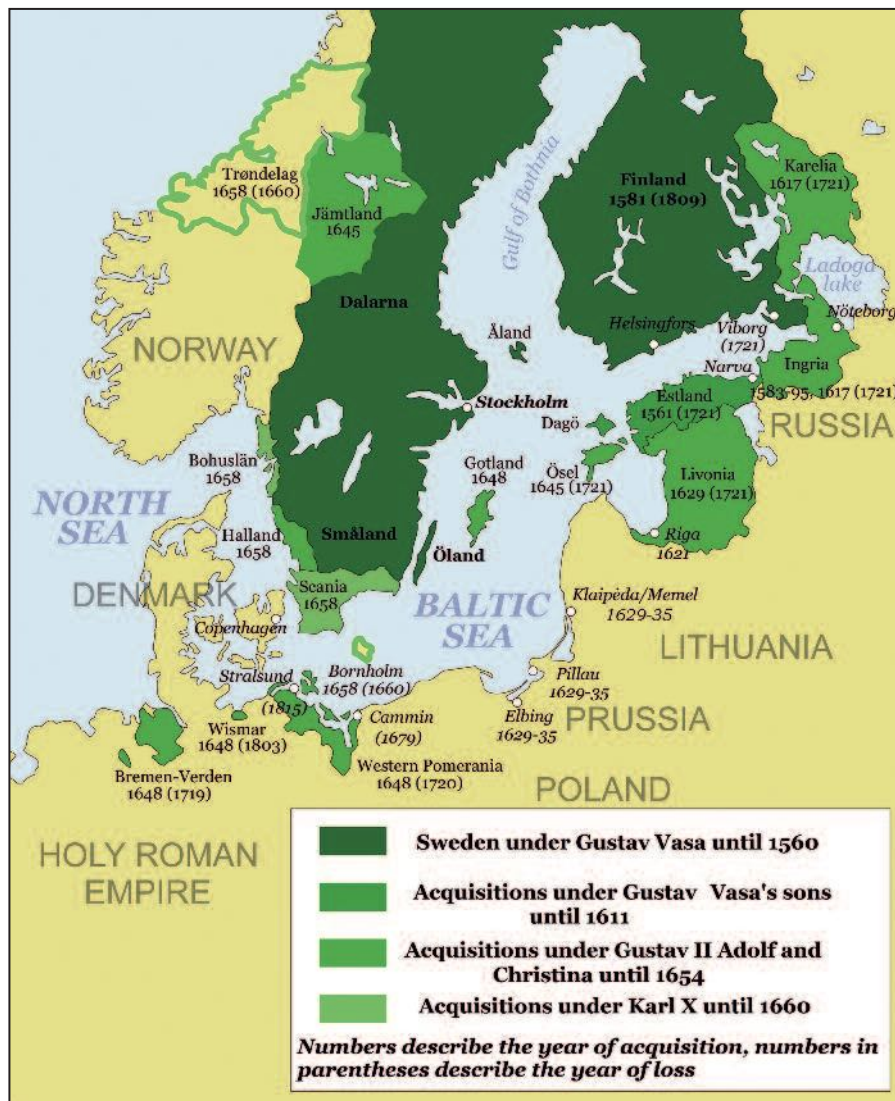 Trøndelag
1658 (1660)
Jämtland
1645
Gulf of Bothnia
Finland
1581 (1809)
Karelia
1617 (1721)
Ladoga
lake
Dalarna
NORWAY
Åland
Helsingfors
Viborg
(1721)
Nöteborg
Narva
Ingria
1583-95, 1617 (1721)
Stockholm
Estland
1561 (1721)
RUSSIA
Dagö
Bohuslän
1658
Gotland
1648
Ösel
1645 (1721)
Livonia
1629 (1721)
NORTH
SEA
Halland
1658
Småland
Öland
Riga
1621
DENMARK
Scania
1658
BALTIC
SEA
Klaipėda/Memel
1629-35
Copenhagen
LITHUANIA
Stralsund
(1815)
Bornholm
1658 (1660)
Pillau
1629-35
Wismar
1648 (1803)
Cammin
(1679)
Elbing
1629-35
PRUSSIA
Bremen-Verden
1648 (1719)
Western Pomerania
1648 (1720)
POLAND
HOLY ROMAN
EMPIRE
Sweden under Gustav Vasa until 1560
Acquisitions under Gustav Vasa's sons
until 1611
Acquisitions under Gustav II Adolf and
Christina until 1654
Acquisitions under Karl X until 1660
Numbers describe the year of acquisition, numbers in
parentheses describe the year of loss